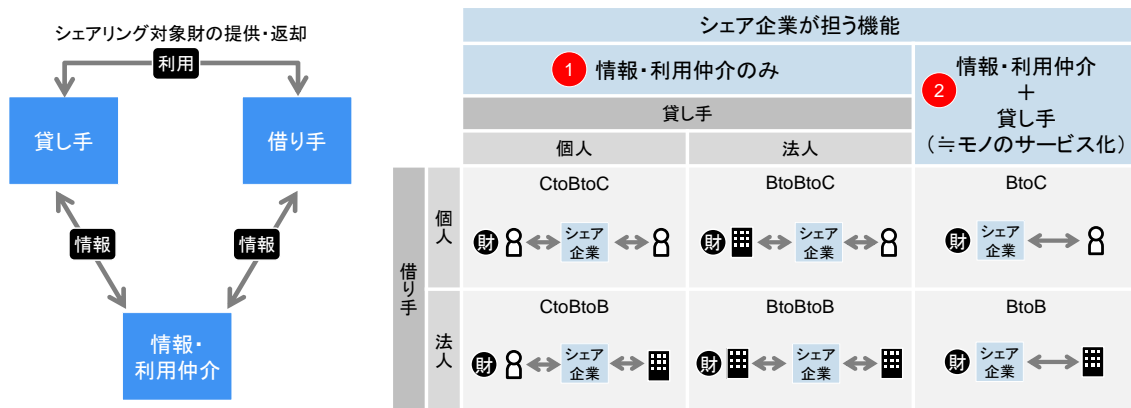 シェアリング対象財の提供・返却
利用
貸し手
借り手
情報
情報
情報・
利用仲介
シェア企業が担う機能
1 情報・利用仲介のみ
2 情報・利用仲介
＋
貸し手
（≒モノのサービス化）
貸し手
個人
法人
借り手
個人
CtoBtoC
財 シェア
企業
BtoBtoC
財 シェア
企業
BtoC
財 シェア
企業
法人
CtoBtoB
財 シェア
企業
BtoBtoB
財 シェア
企業
BtoB
財 シェア
企業